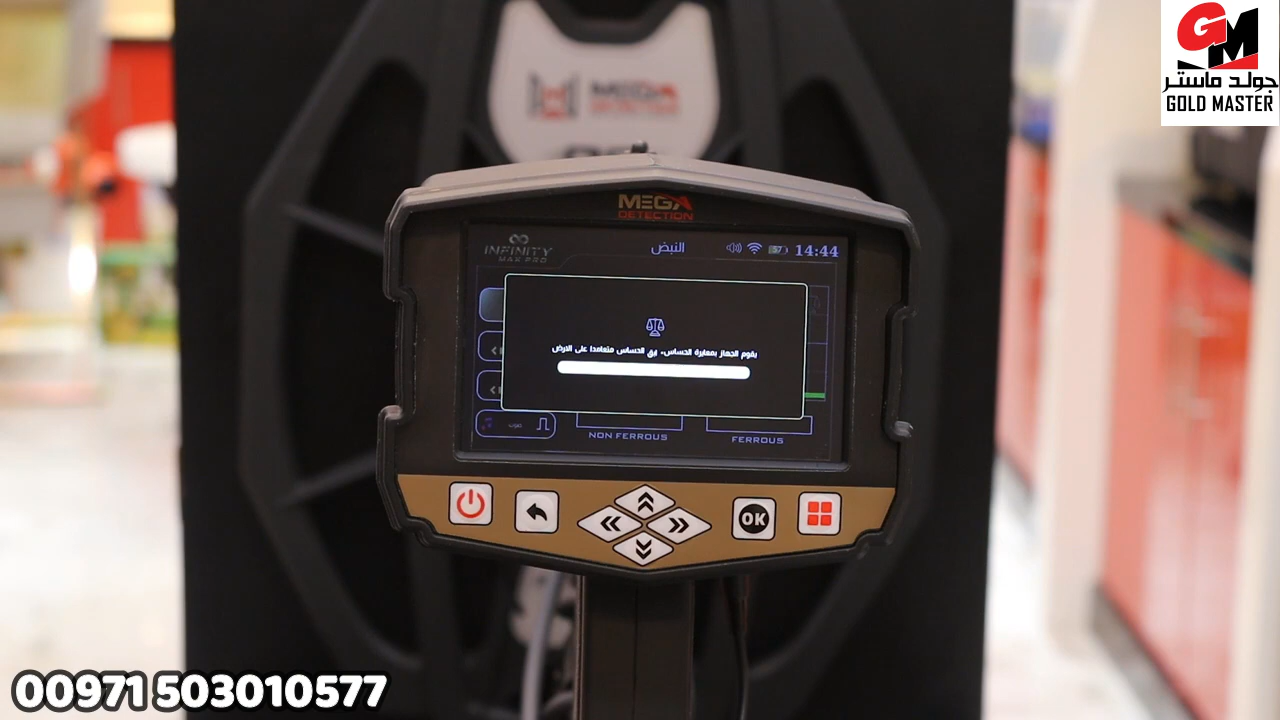 GM
جولد ماستر
GOLD MASTER
MEGA
DETECTION
MEGA
DETECTION
INFINITY
MAX PRO
النبض
14:44
يقوم الجهاز بمعايرة الحساس، ابق الحساس متعامدا على الارض
صوت
NON FERROUS
FERROUS
OK
00971 503010577